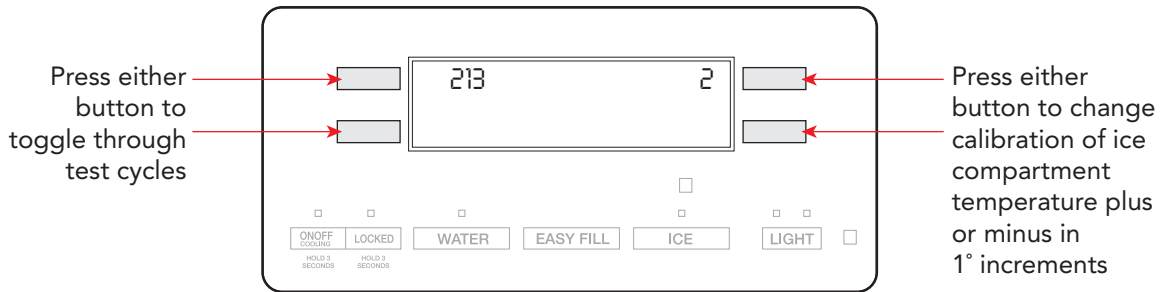 Press either
button to
toggle through
test cycles
213 2
Press either
button to change
calibration of ice
compartment
temperature plus
or minus in
1˚ increments
ONOFF
COOLING
LOCKED
WATER
EASY FILL
ICE
LIGHT
HOLD 3
SECONDS
HOLD 3
SECONDS